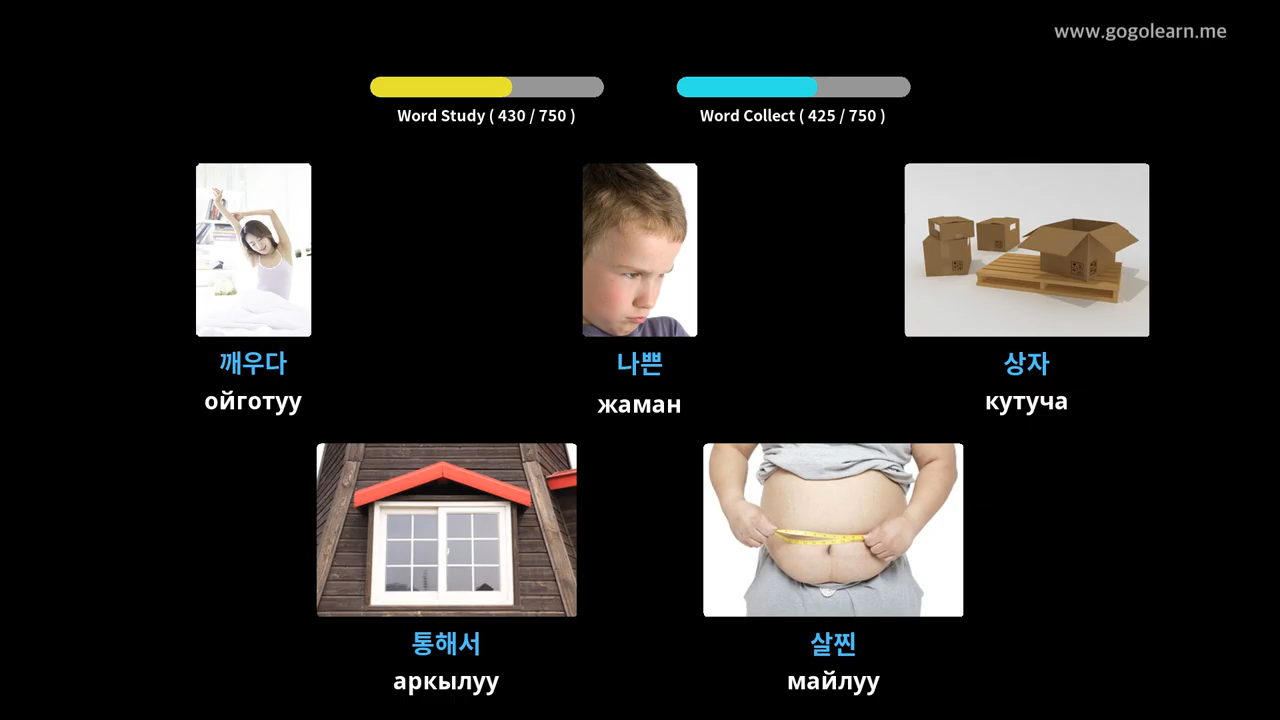 www.gogolearn.me
Word Study ( 430 / 750 )
Word Collect ( 425 / 750 )
깨우다
ойготуу
나쁜
жаман
상자
кутуча
통해서
аркылуу
살찐
майлуу